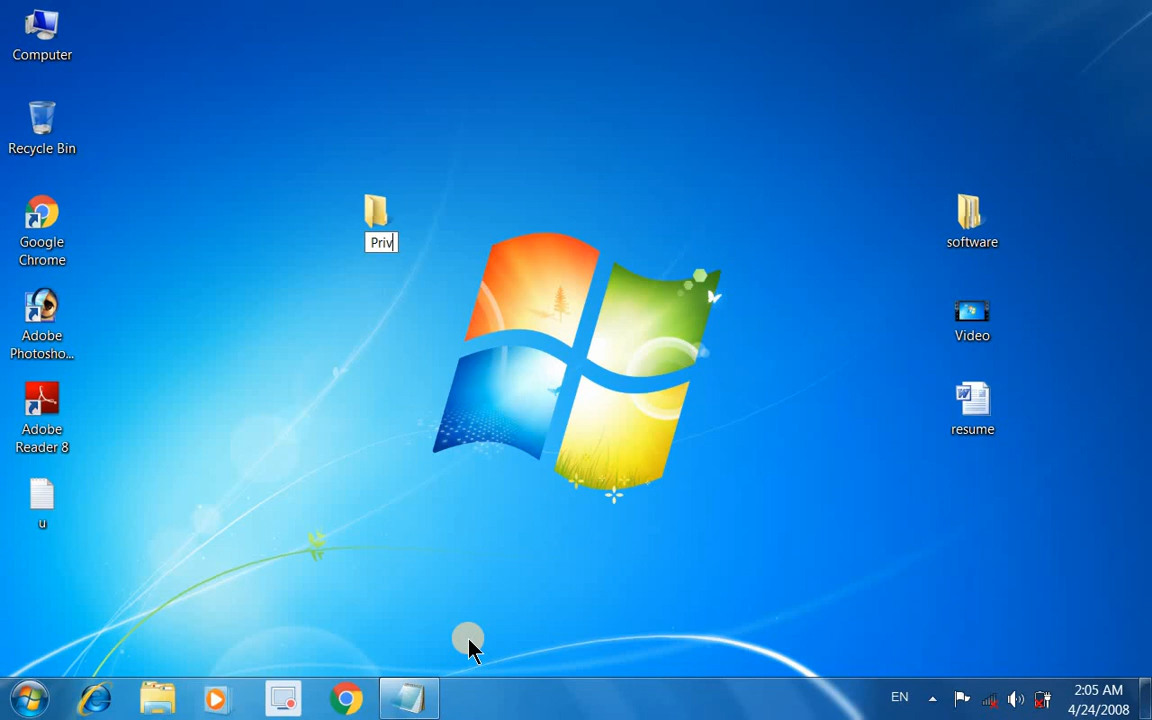 Computer
Recycle Bin
Google
Chrome
Adobe
Photosho...
Adobe
Reader 8
u
Priv
software
Video
resume
EN
2:05 AM
4/24/2008